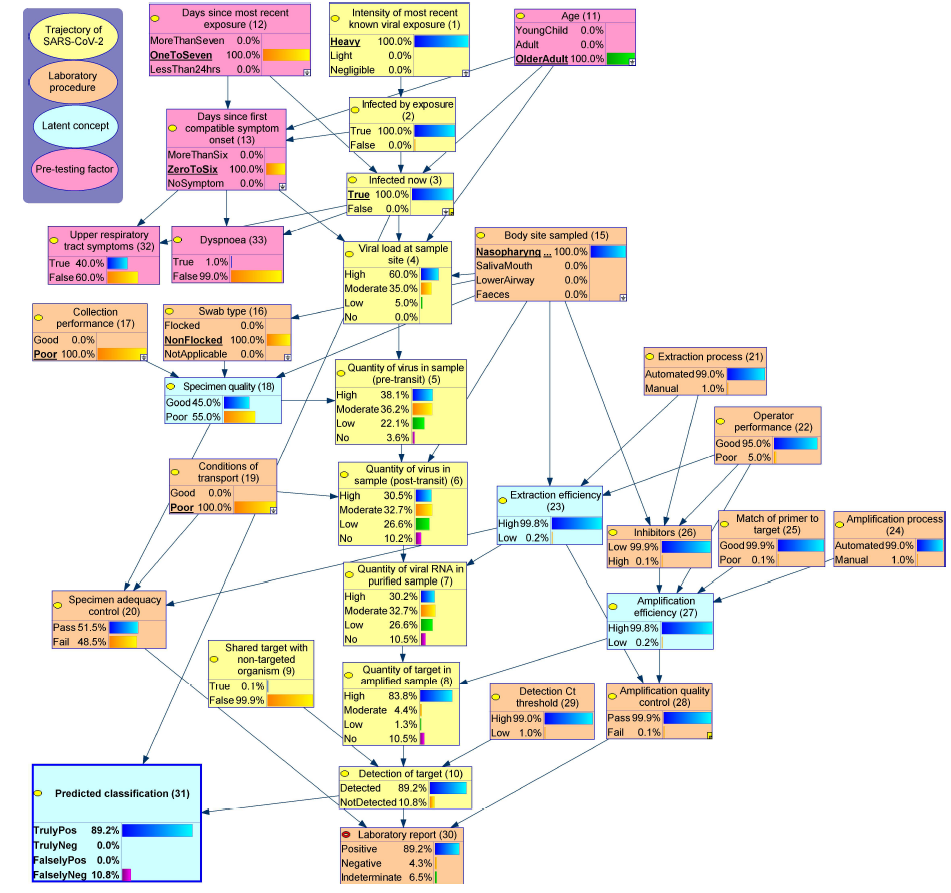 Trajectory of
SARS-CoV-2
Laboratory
procedure
Latent concept
Pre-testing factor
Days since most recent
exposure (12)
MoreThanSeven 0.0%
OneToSeven 100.0%
LessThan24hrs 0.0%
Intensity of most recent
known viral exposure (1)
Heavy 100.0%
Light 0.0%
Negligible 0.0%
Age (11)
YoungChild 0.0%
Adult 0.0%
OlderAdult 100.0%
Infected by exposure
(2)
True 100.0%
False 0.0%
Days since first
compatible symptom
onset (13)
MoreThanSix 0.0%
ZeroToSix 100.0%
NoSymptom 0.0%
Infected now (3)
True 100.0%
False 0.0%
Upper respiratory
tract symptoms (32)
True 40.0%
False 60.0%
Dyspnoea (33)
True 1.0%
False 99.0%
Viral load at sample
site (4)
High 60.0%
Moderate 35.0%
Low 5.0%
No 0.0%
Body site sampled (15)
Nasopharyng ... 100.0%
SalivaMouth 0.0%
LowerAirway 0.0%
Faeces 0.0%
Collection
performance (17)
Good 0.0%
Poor 100.0%
Swab type (16)
Flocked 0.0%
NonFlocked 100.0%
NotApplicable 0.0%
Specimen quality (18)
Good 45.0%
Poor 55.0%
Quantity of virus in sample
(pre-transit) (5)
High 38.1%
Moderate 36.2%
Low 22.1%
No 3.6%
Extraction process (21)
Automated 99.0%
Manual 1.0%
Operator
performance (22)
Good 95.0%
Poor 5.0%
Conditions of
transport (19)
Good 0.0%
Poor 100.0%
Quantity of virus in
sample (post-transit) (6)
High 30.5%
Moderate 32.7%
Low 26.6%
No 10.2%
Extraction efficiency
(23)
High 99.8%
Low 0.2%
Inhibitors (26)
Low 99.9%
High 0.1%
Match of primer to
target (25)
Good 99.9%
Poor 0.1%
Amplification process
(24)
Automated 99.0%
Manual 1.0%
Specimen adequacy
control (20)
Pass 51.5%
Fail 48.5%
Quantity of viral RNA in
purified sample (7)
High 30.2%
Moderate 32.7%
Low 26.6%
No 10.5%
Amplification
efficiency (27)
High 99.8%
Low 0.2%
Shared target with
non-targeted
organism (9)
True 0.1%
False 99.9%
Quantity of target in
amplified sample (8)
High 83.8%
Moderate 4.4%
Low 1.3%
No 10.5%
Detection Ct
threshold (29)
High 99.0%
Low 1.0%
Amplification quality
control (28)
Pass 99.9%
Fail 0.1%
Predicted classification (31)
TrulyPos 89.2%
TrulyNeg 0.0%
FalselyPos 0.0%
FalselyNeg 10.8%
Detection of target (10)
Detected 89.2%
NotDetected 10.8%
Laboratory report (30)
Positive 89.2%
Negative 4.3%
Indeterminate 6.5%